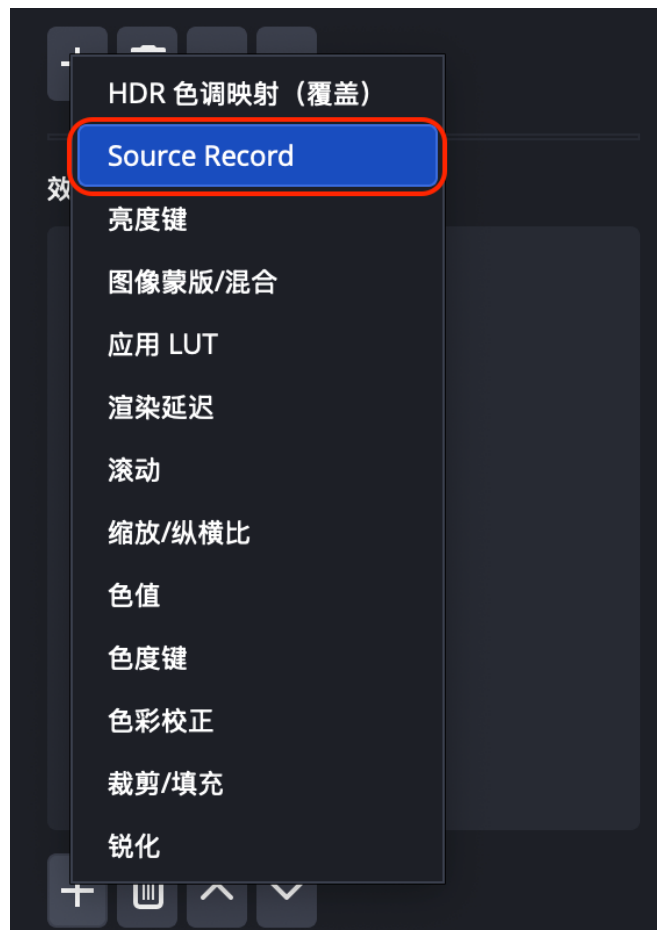 HDR 色调映射（覆盖）
Source Record
效
亮度键
图像蒙版/混合
应用 LUT
渲染延迟
滚动
缩放/纵横比
色值
色度键
色彩校正
裁剪/填充
锐化